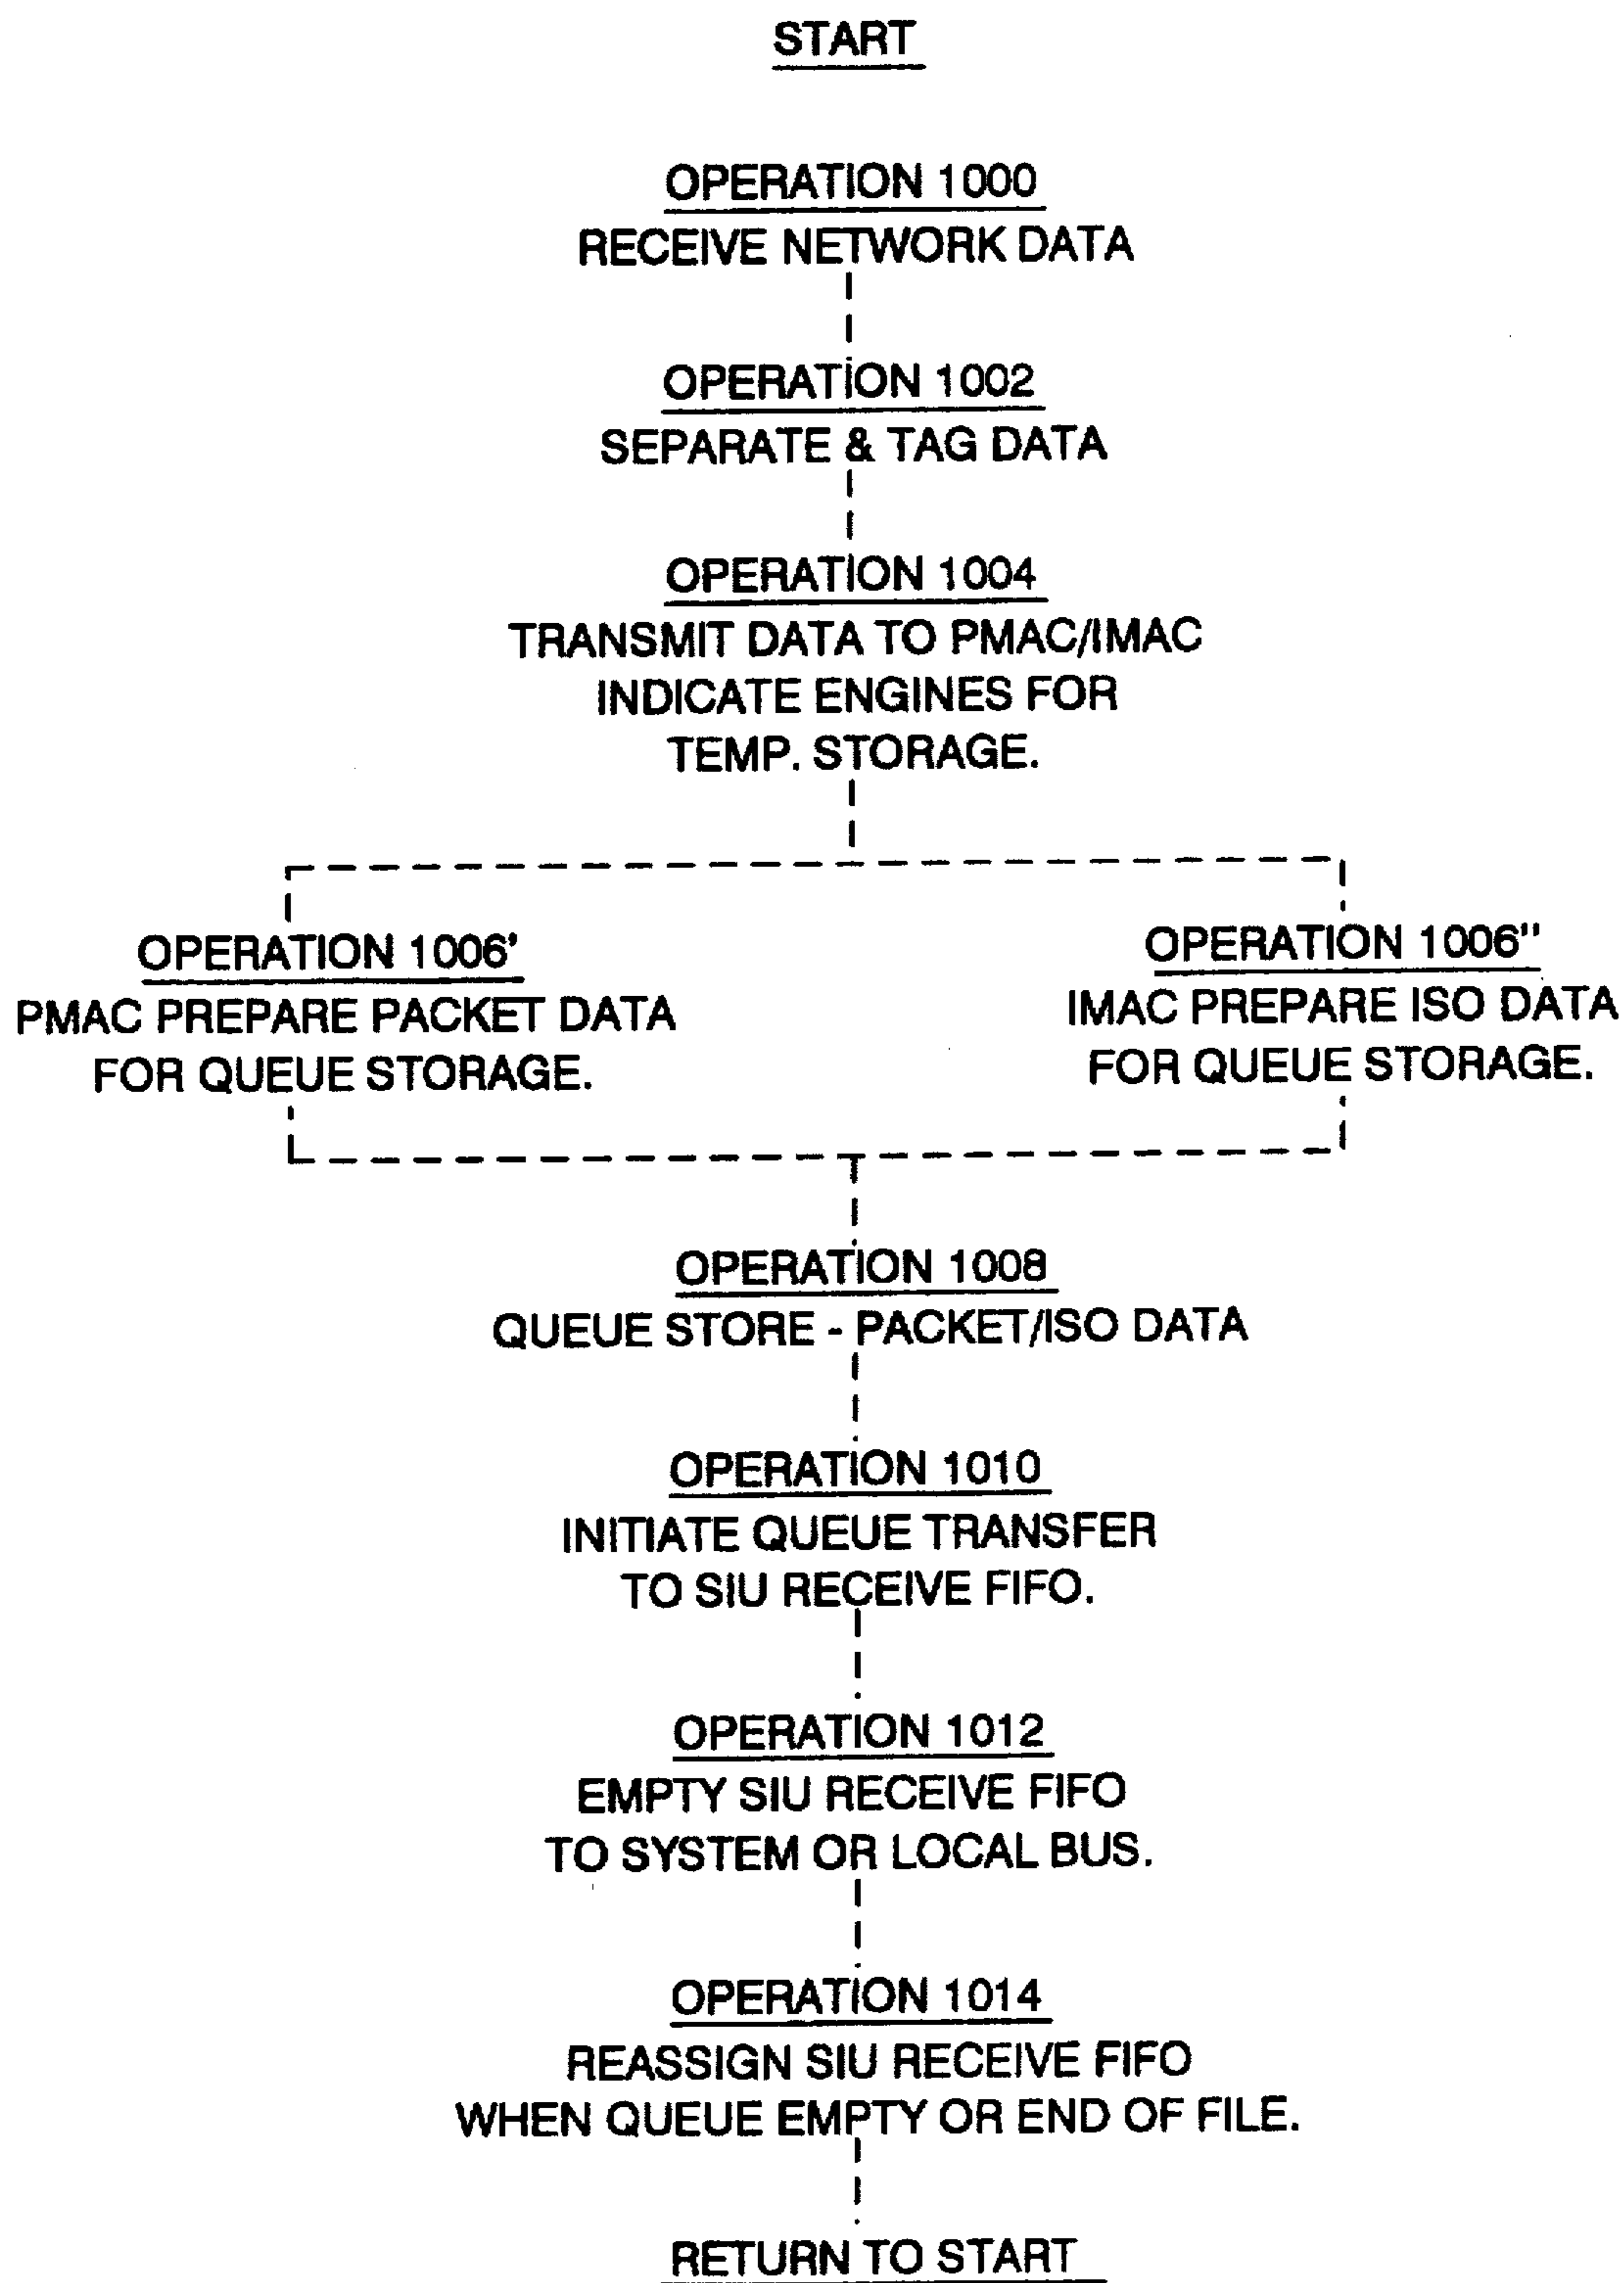 START
OPERATION 1000
RECEIVE NETWORK DATA
OPERATION 1002
SEPARATE & TAG DATA
OPERATION 1004
TRANSMIT DATA TO PMAC/IMAC
INDICATE ENGINES FOR
TEMP. STORAGE.
OPERATION 1006'
PMAC PREPARE PACKET DATA
FOR QUEUE STORAGE.
OPERATION 1006"
IMAC PREPARE ISO DATA
FOR QUEUE STORAGE.
OPERATION 1008
QUEUE STORE - PACKET/ISO DATA
OPERATION 1010
INITIATE QUEUE TRANSFER
TO SIU RECEIVE FIFO.
OPERATION 1012
EMPTY SIU RECEIVE FIFO
TO SYSTEM OR LOCAL BUS.
OPERATION 1014
REASSIGN SIU RECEIVE FIFO
WHEN QUEUE EMPTY OR END OF FILE.
RETURN TO START